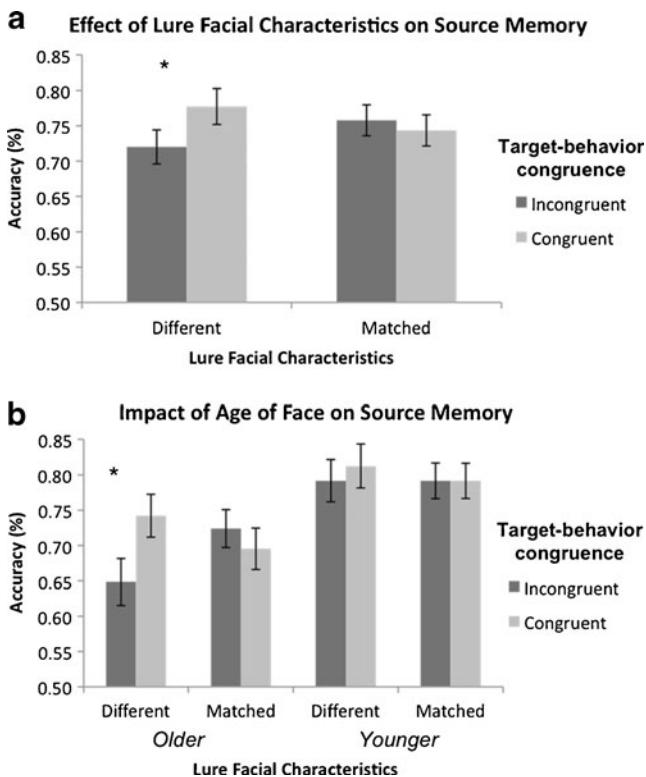 a
Effect of Lure Facial Characteristics on Source Memory
*
0.85
0.80
0.75
0.70
0.65
0.60
0.55
0.50
Accuracy (%)
Different Matched
Lure Facial Characteristics
Target-behavior
congruence
Incongruent
Congruent
b
Impact of Age of Face on Source Memory
*
0.85
0.80
0.75
0.70
0.65
0.60
0.55
0.50
Accuracy (%)
Different Matched Different Matched
Older Younger
Lure Facial Characteristics
Target-behavior
congruence
Incongruent
Congruent